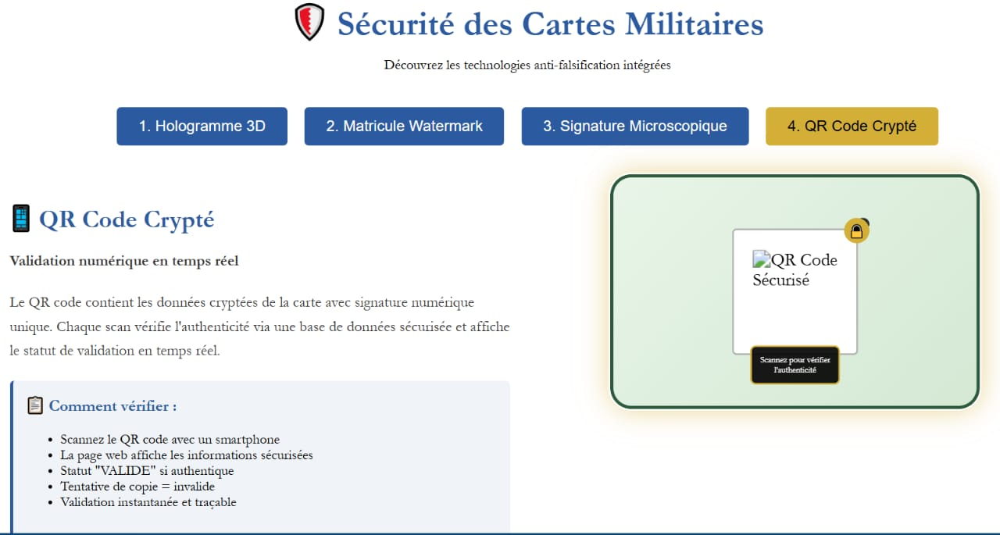 Sécurité des Cartes Militaires
Découvrez les technologies anti-falsification intégrées
1. Hologramme 3D
2. Matricule Watermark
3. Signature Microscopique
4. QR Code Crypté
QR Code Crypté
Validation numérique en temps réel
Le QR code contient les données cryptées de la carte avec signature numérique
unique. Chaque scan vérifie l'authenticité via une base de données sécurisée et affiche
le statut de validation en temps réel.
Comment vérifier :
• Scannez le QR code avec un smartphone
• La page web affiche les informations sécurisées
• Statut "VALIDE" si authentique
• Tentative de copie = invalide
• Validation instantanée et traçable
QR Code
Sécurisé
Scannez pour vérifier
l'authenticité